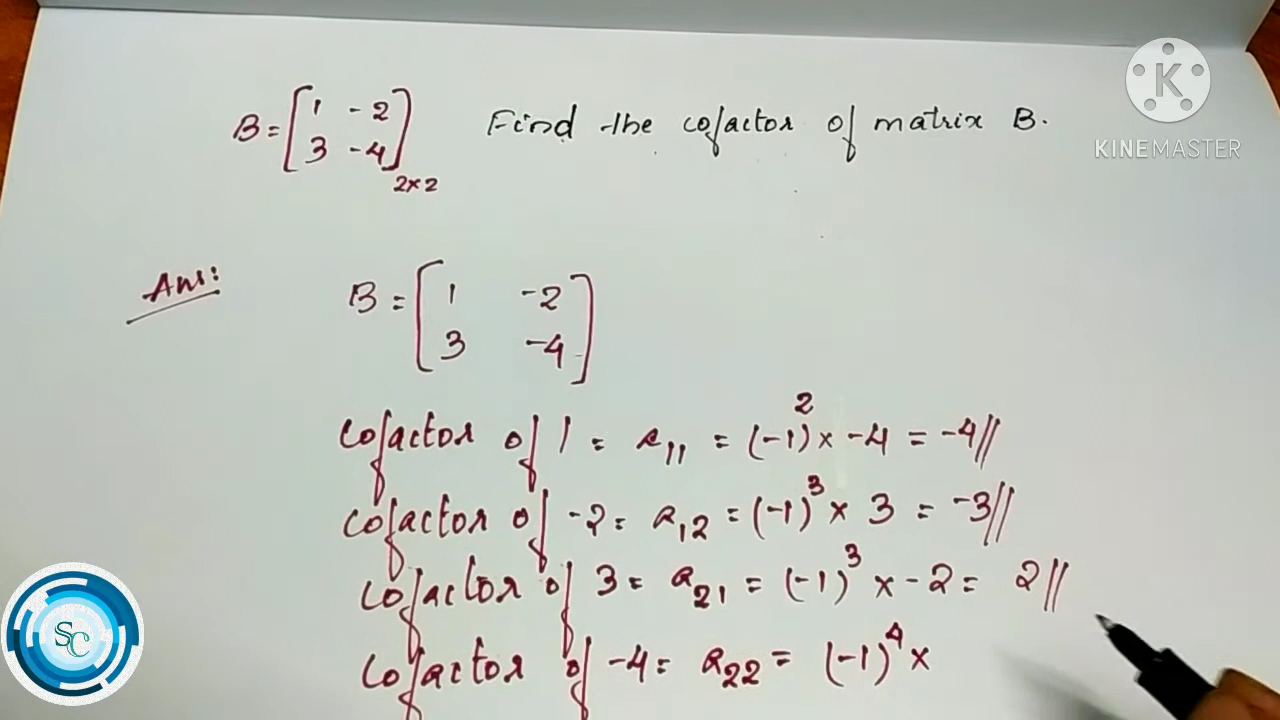 B = [ 1 -2 Find the cofactor of matrix B.
3 -4 ] 2×2
KINEMASTER
K
Ans:
B = [ 1 -2
3 -4 ]
Cofactor of 1 = a11 = (-1)^2 × -4 = -4//
Cofactor of -2 = a12 = (-1)^3 × 3 = -3//
Cofactor of 3 = a21 = (-1)^3 × -2 = 2//
Cofactor of -4 = a22 = (-1)^4 ×
SC